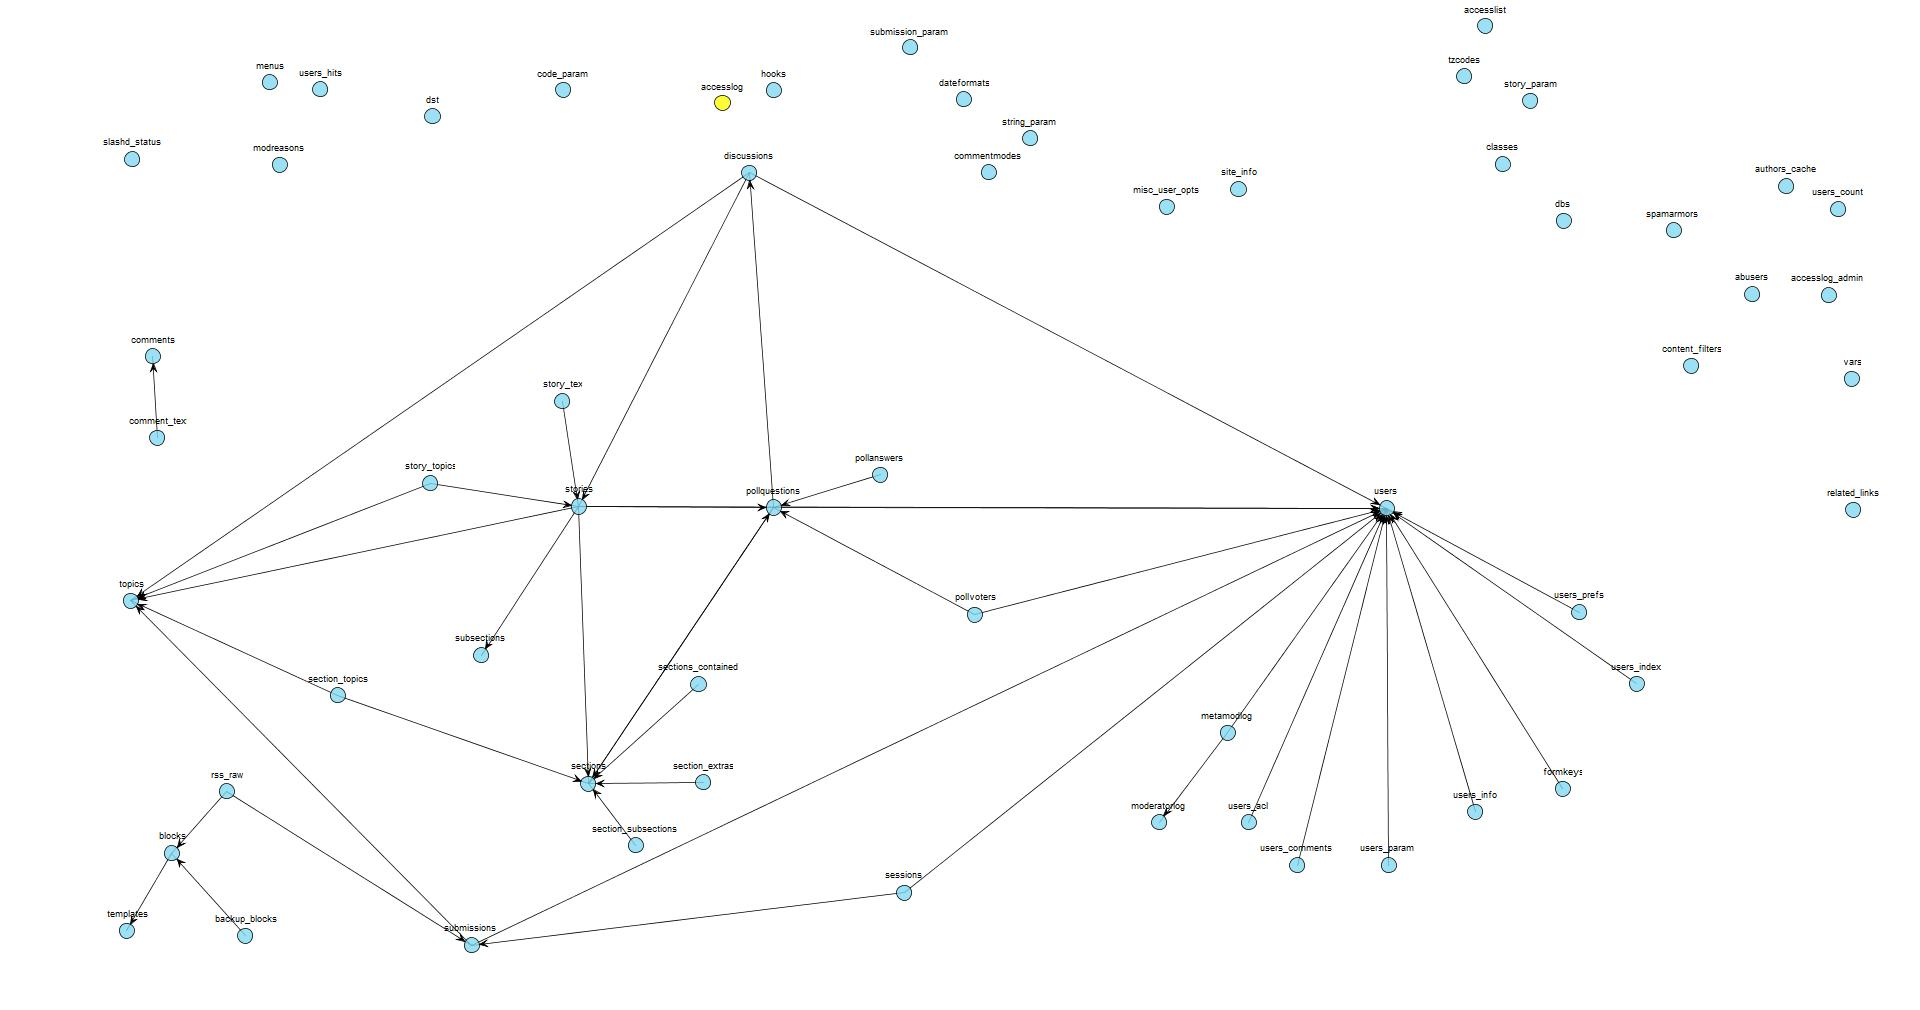 accesslist
submission_param
tzcodes
menus
users_hits
code_param
hooks
accesslog
dateformats
story_param
dst
string_param
slashd_status
modreasons
discussions
commentmodes
classes
authors_cache
site_info
misc_user_opts
users_count
dbs
spamarmors
abusers
accesslog_admin
comments
content_filters
vars
story_tex
comment_tex
pollanswers
story_topics
stories
pollquestions
users
related_links
topics
pollvoters
users_prefs
subsections
sections_contained
users_index
section_topics
metamodlog
sections
section_extras
rss_raw
formkeys
users_info
moderatorlog
users_acl
section_subsections
blocks
users_comments
users_param
sessions
templates
backup_blocks
submissions